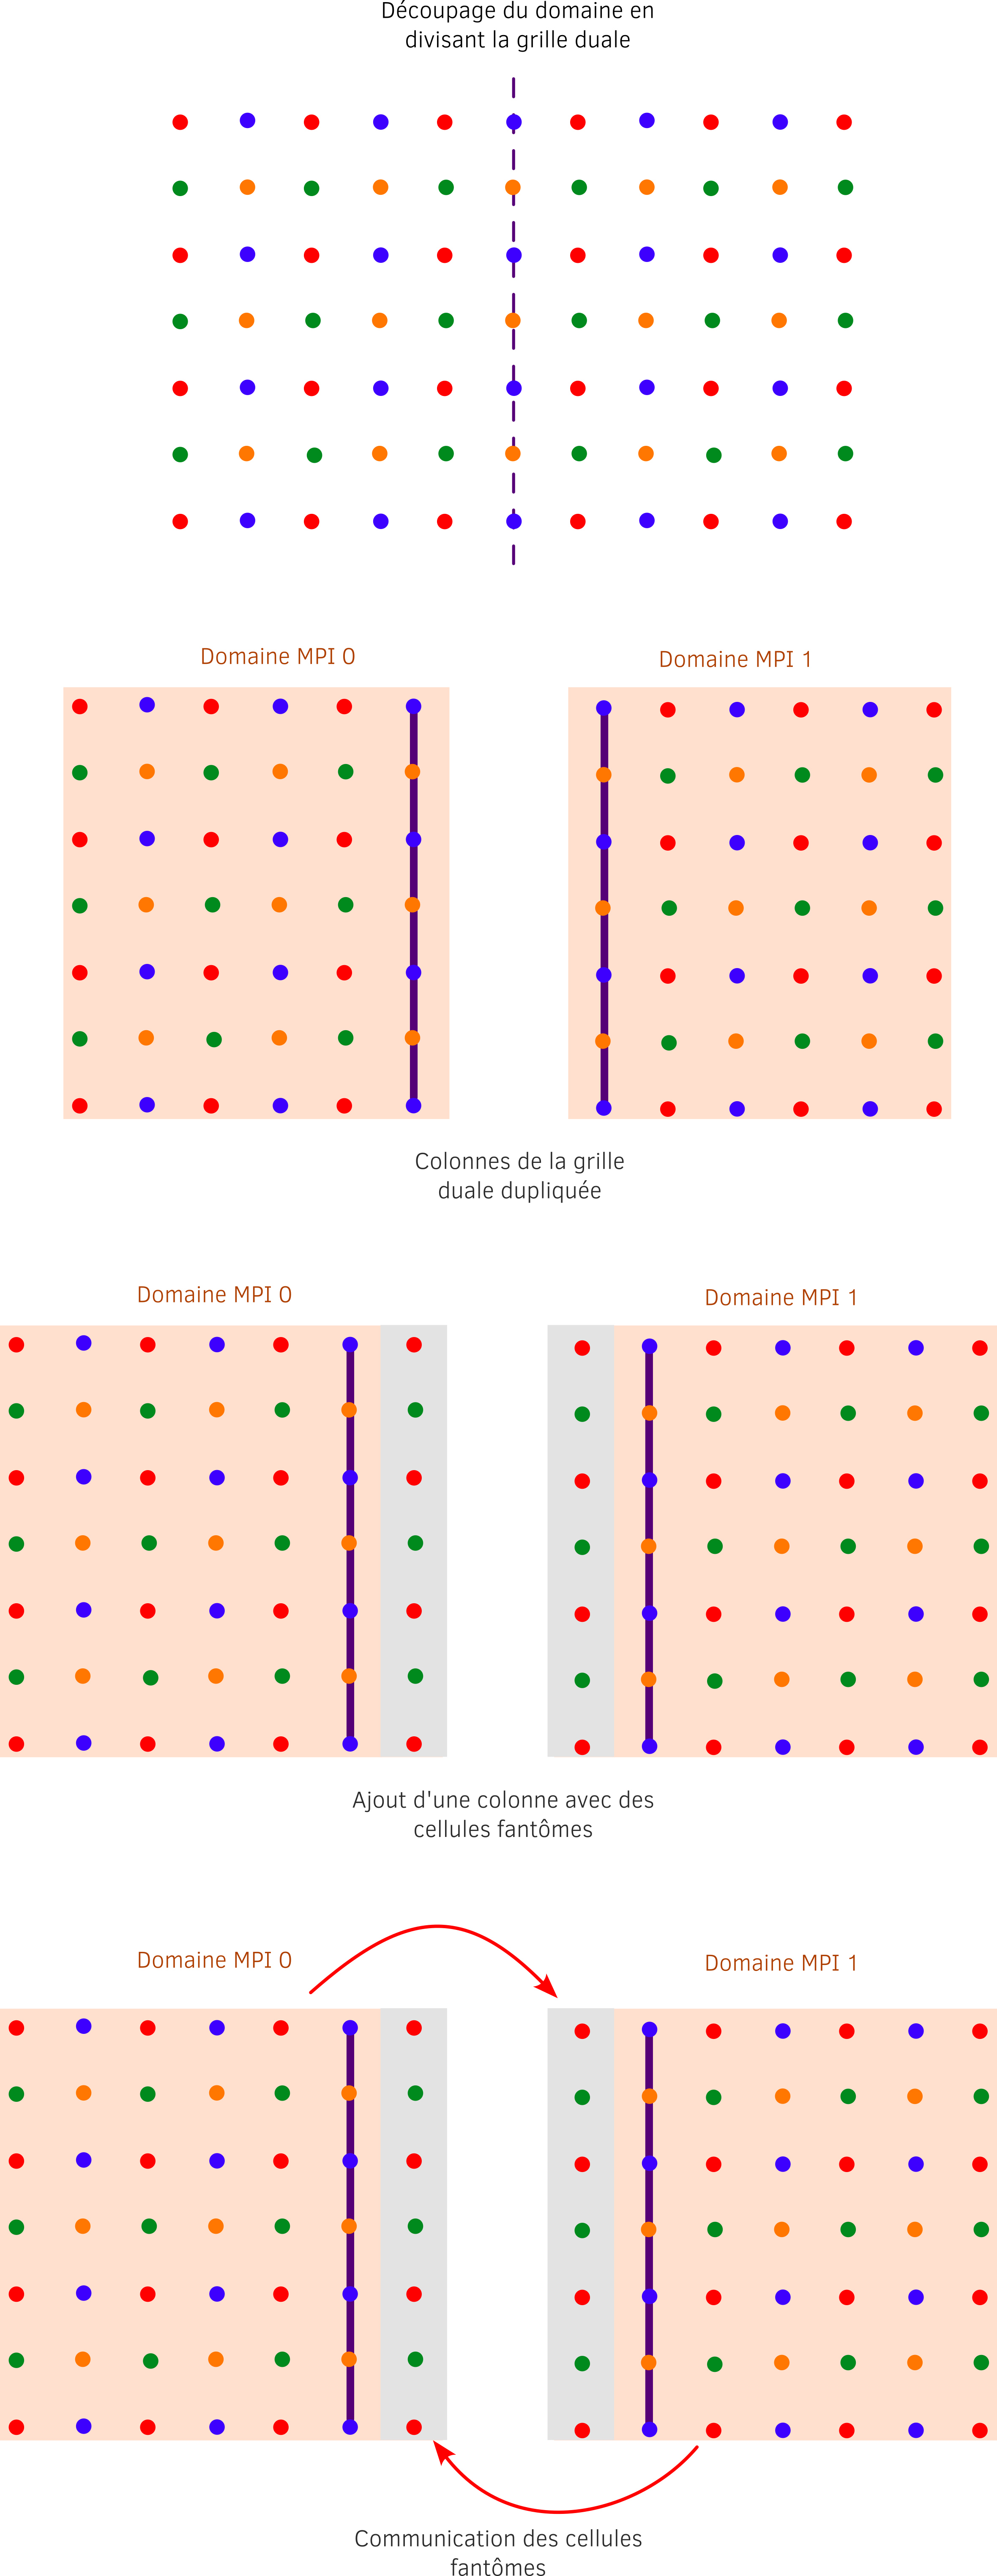 Découpage du domaine en
divisant la grille duale
Domaine MPI 0
Domaine MPI 1
Colonnes de la grille
duale dupliquée
Domaine MPI 0
Domaine MPI 1
Ajout d'une colonne avec des
cellules fantômes
Domaine MPI 0
Domaine MPI 1
Communication des cellules
fantômes